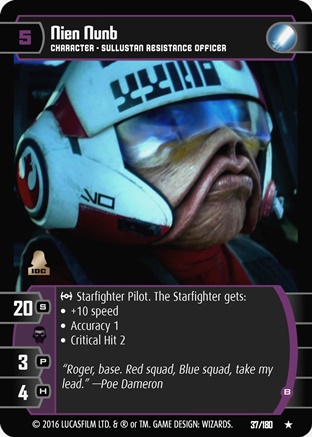 5
Nien Nunb
CHARACTER - SULLUSTAN RESISTANCE OFFICER
IDC
20 S
3 P
4 H
Starfighter Pilot. The Starfighter gets:
• +10 speed
• Accuracy 1
• Critical Hit 2
“Roger, base. Red squad, Blue squad, take my
lead.” —Poe Dameron
B
© 2016 LUCASFILM LTD. & ® or TM. GAME DESIGN: WIZARDS. 37/180 ★